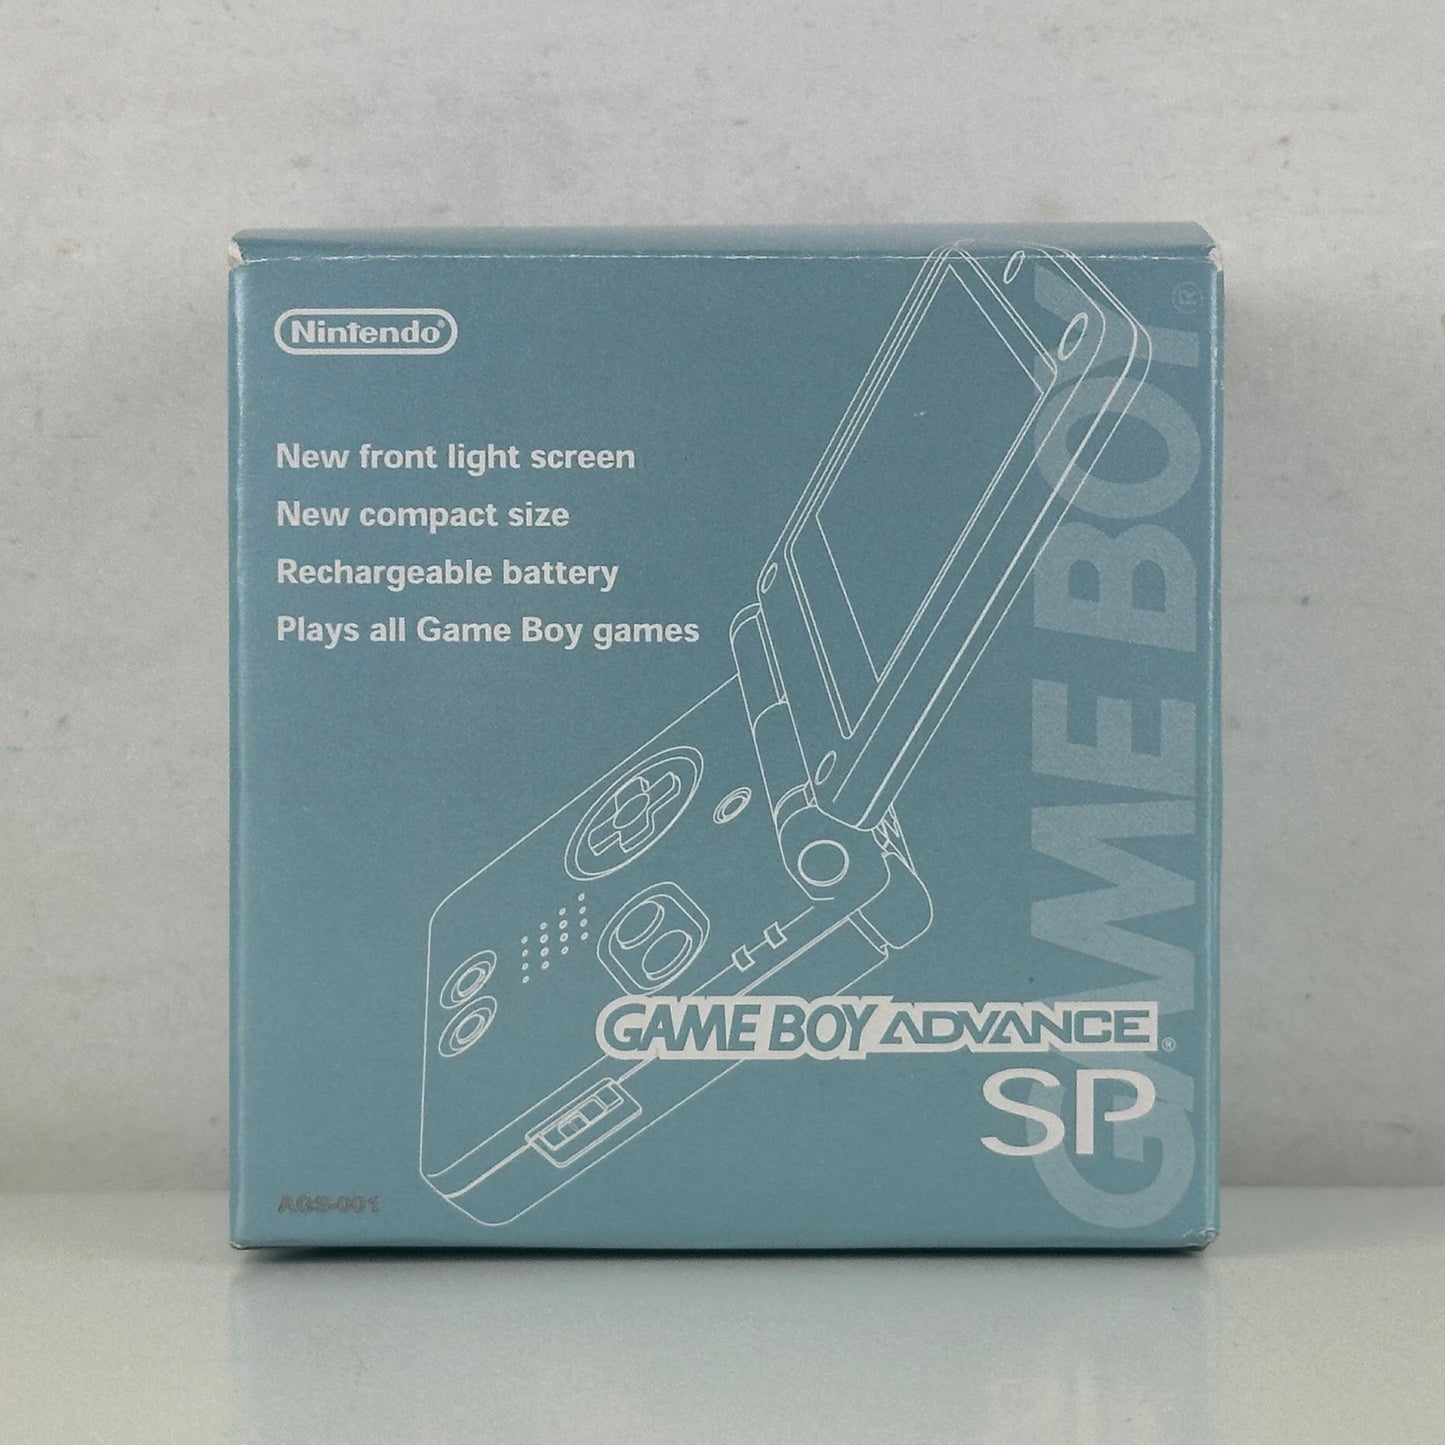 Nintendo®
New front light screen
New compact size
Rechargeable battery
Plays all Game Boy games
GAME BOY®
GAME BOY ADVANCE®
SP
AGS-001